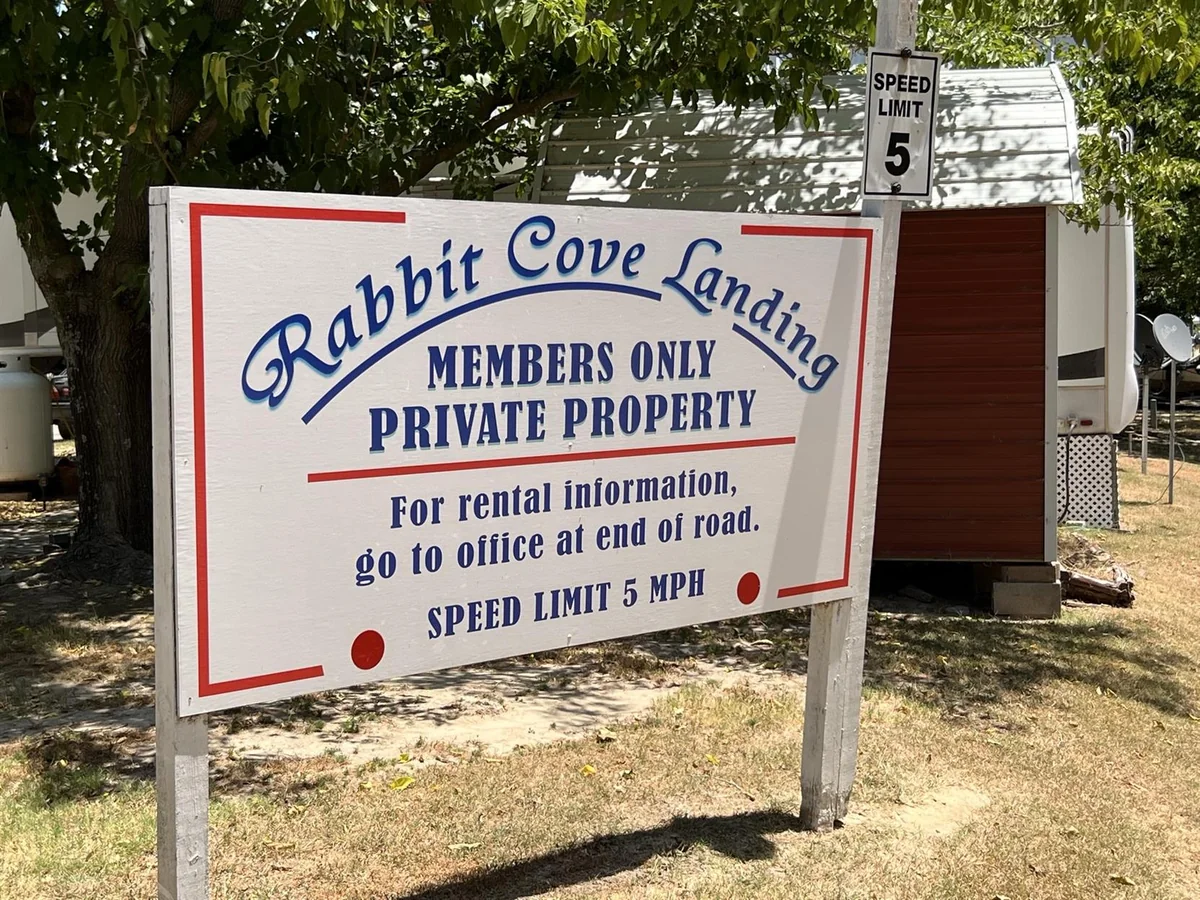 SPEED
LIMIT
5
Rabbit Cove Landing
MEMBERS ONLY
PRIVATE PROPERTY
For rental information,
go to office at end of road.
SPEED LIMIT 5 MPH